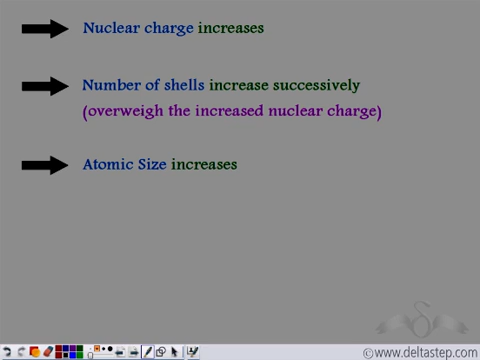 Nuclear charge increases
Number of shells increase successively
(overweigh the increased nuclear charge)
Atomic Size increases
©www.deltastep.com